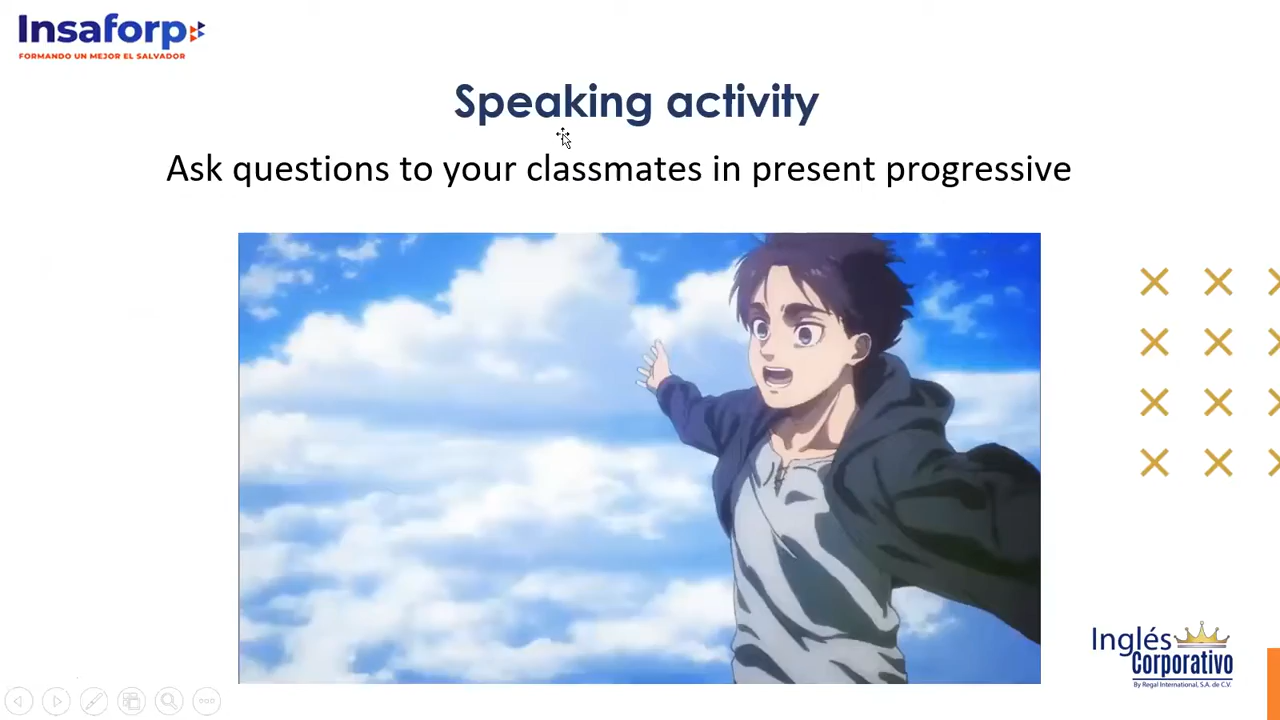 Insaforp
FORMANDO UN MEJOR EL SALVADOR
Speaking activity
Ask questions to your classmates in present progressive
Inglés
Corporativo
By Regal International, S.A. de C.V.